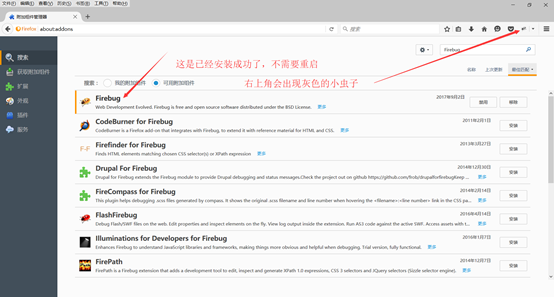 文件(F) 编辑(E) 查看(V) 历史(S) 书签(B) 工具(T) 帮助(H)
附加组件管理器
Firefox about:addons
搜索
Firebug
这是已经安装成功了，不需要重启
右上角会出现灰色的小虫子
名称 上次更新 最佳匹配
搜索
获取附加组件
扩展
外观
插件
服务
搜索： 我的附加组件 可用附加组件
Firebug 2017年6月2日
Web Development Evolved. Firebug is free and open source software distributed under the BSD License. 更多
禁用 移除
CodeBurner for Firebug 2011年2月1日
CodeBurner is a Firefox add-on that integrates with Firebug, to extend it with reference material for HTML and CSS. 更多
安装
F-F
Firefinder for Firebug 2013年3月27日
Finds HTML elements matching chosen CSS selector(s) or XPath expression 更多
安装
Drupal For Firebug 2014年12月30日
Drupal for Firebug extends the Firebug module to provide Drupal debugging and status messages.Check the project out on github https://github.com/frob/drupalforfirebugKeep ... 更多
安装
FireCompass for Firebug 2014年2月14日
This plugin helps debugging .scss files generated by compass. It shows the original .scss filename and line number when hovering the <filename>:<line number> link in the CSS pa... 更多
安装
FlashFirebug 2016年4月14日
Debug Flash/SWF files on the web. Edit properties and inspect elements on the fly. View log output inside the extension. Run AS3 code against the active SWF. Access assets with t... 更多
安装
Illuminations for Developers for Firebug 2016年1月7日
Enhances Firebug to understand JavaScript libraries and frameworks, making things more obvious and helpful when debugging. Trial version, fully functional. 更多
安装
FirePath 2014年12月7日
FirePath is a Firebug extension that adds a development tool to edit, inspect and generate XPath 1.0 expressions, CSS 3 selectors and JQuery selectors (Sizzle selector engine). 更多
安装